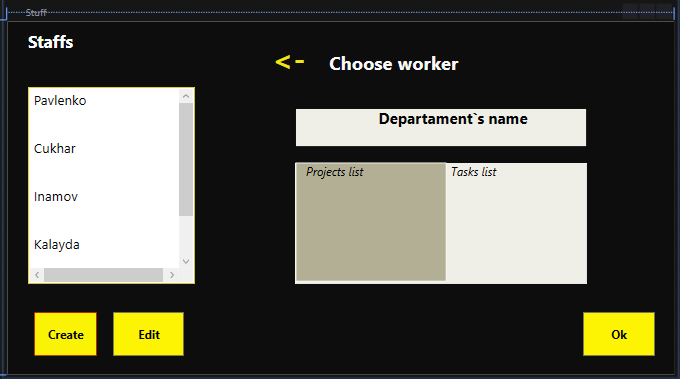 Stuff
Staffs
<- Choose worker
Pavlenko
Cukhar
Inamov
Kalayda
Departament`s name
Projects list
Tasks list
Create
Edit
Ok